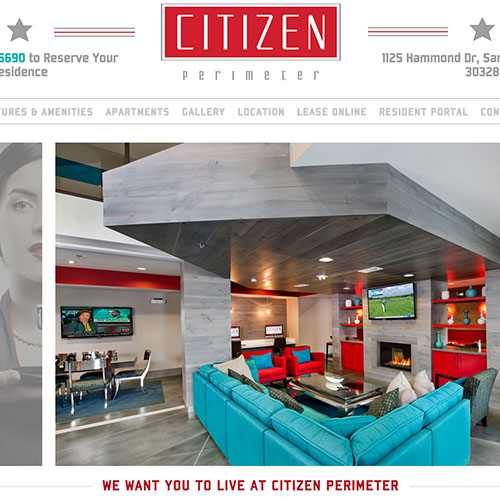 CITIZEN
perimeter
5690 to Reserve Your
esidence
1125 Hammond Dr, San
30328
TURES & AMENITIES APARTMENTS GALLERY LOCATION LEASE ONLINE RESIDENT PORTAL CON
WE WANT YOU TO LIVE AT CITIZEN PERIMETER